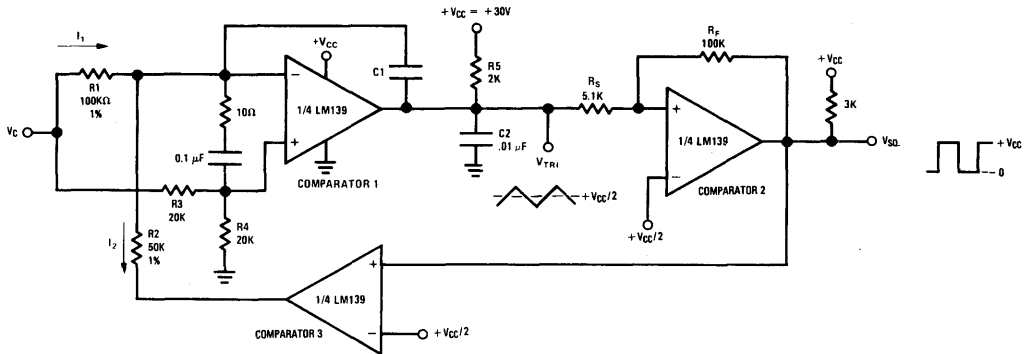 I1
R1
100KΩ
1%
VC
10Ω
0.1 μF
R3
20K
R4
20K
I2
R2
50K
1%
+VCC
−
1/4 LM139
+
COMPARATOR 1
C1
+VCC = +30V
R5
2K
C2
.01 μF
VTRI
+VCC/2
RS
5.1K
RF
100K
+
1/4 LM139
−
COMPARATOR 2
+VCC/2
+VCC
3K
VSQ.
+VCC
0
+
1/4 LM139
−
COMPARATOR 3
+VCC/2